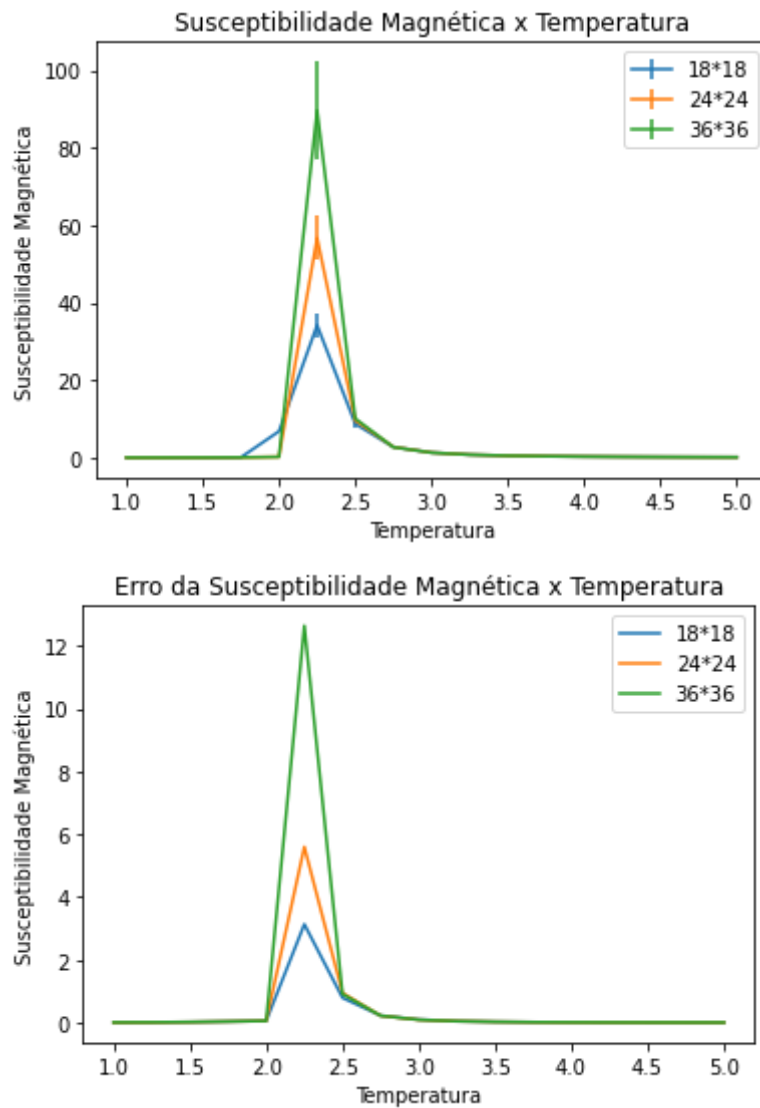 Susceptibilidade Magnética x Temperatura
18*18
24*24
36*36
Susceptibilidade Magnética
100
80
60
40
20
0
1.0 1.5 2.0 2.5 3.0 3.5 4.0 4.5 5.0
Temperatura
Erro da Susceptibilidade Magnética x Temperatura
18*18
24*24
36*36
Susceptibilidade Magnética
12
10
8
6
4
2
0
1.0 1.5 2.0 2.5 3.0 3.5 4.0 4.5 5.0
Temperatura